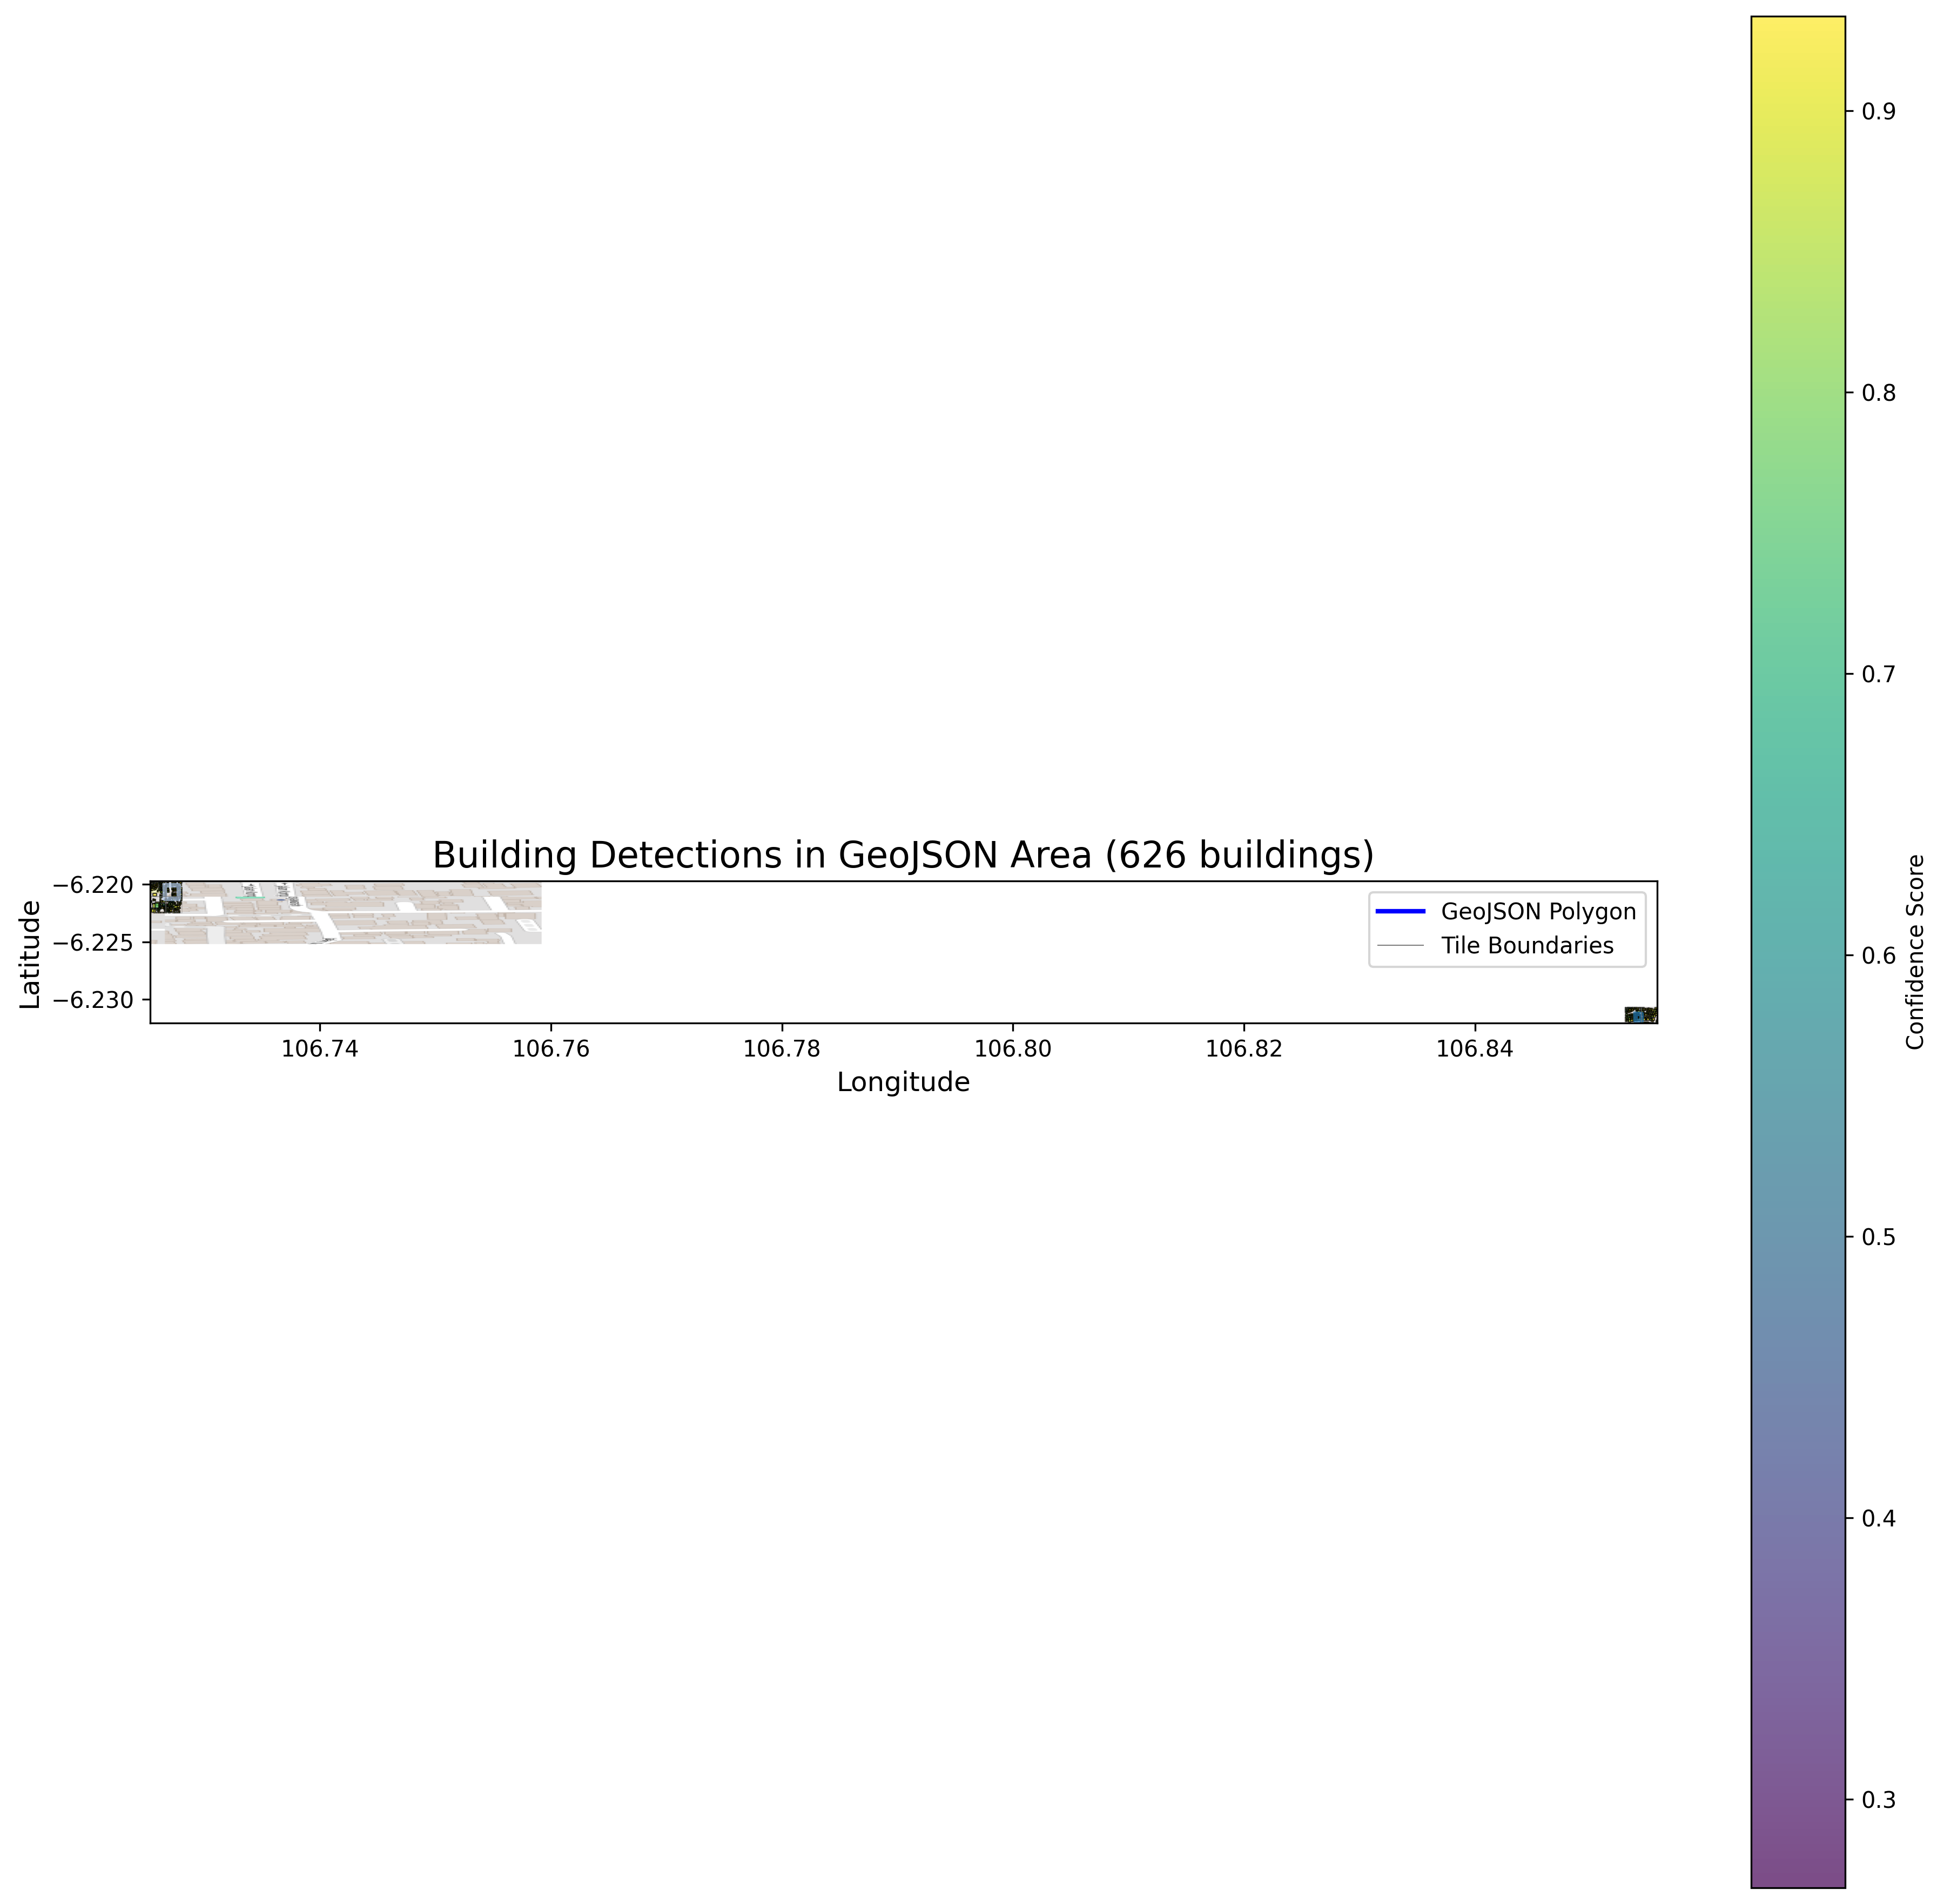 Building Detections in GeoJSON Area (626 buildings)
Latitude
−6.220
−6.225
−6.230
GeoJSON Polygon
Tile Boundaries
106.74
106.76
106.78
106.80
106.82
106.84
Longitude
0.9
0.8
0.7
0.6
0.5
0.4
0.3
Confidence Score